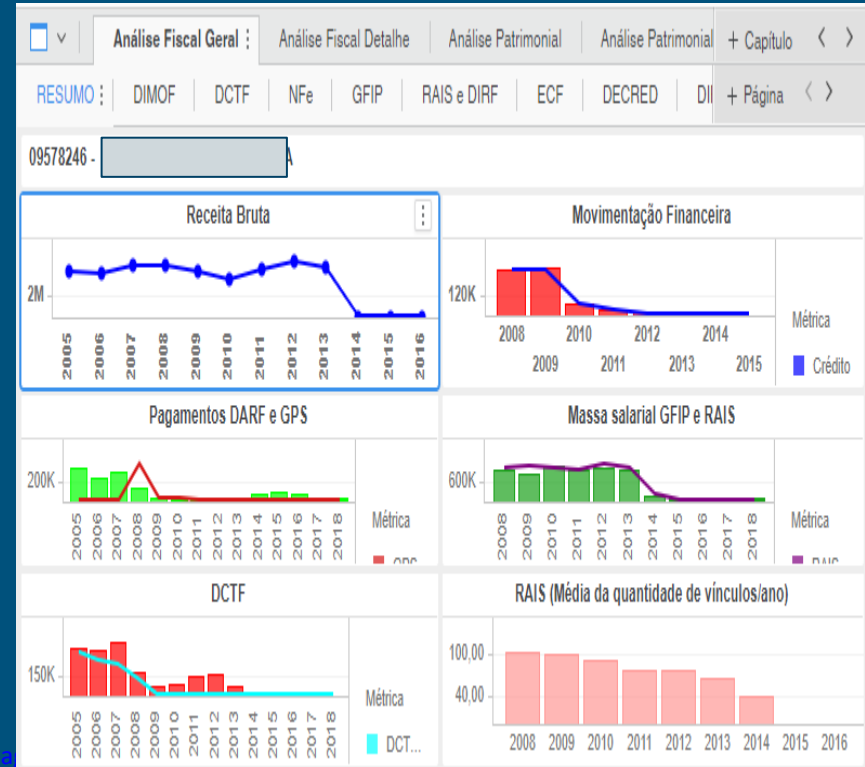 Análise Fiscal Geral Análise Fiscal Detalhe Análise Patrimonial Análise Patrimonial + Capítulo
RESUMO DIMOF DCTF NFe GFIP RAIS e DIRF ECF DECRED + Página
09578246 -
Receita Bruta
2M
2005 2006 2007 2008 2009 2010 2011 2012 2013 2014 2015 2016
Movimentação Financeira
120K
2008 2010 2012 2014
2009 2011 2013 2015
Métrica
Crédito
Pagamentos DARF e GPS
200K
2005 2006 2007 2008 2009 2010 2011 2012 2013 2014 2015 2016 2017 2018
Métrica
GPS
Massa salarial GFIP e RAIS
600K
2008 2009 2010 2011 2012 2013 2014 2015 2016 2017 2018
Métrica
RAIS
DCTF
150K
2005 2006 2007 2008 2009 2010 2011 2012 2013 2014 2015 2016 2017 2018
Métrica
DCT...
RAIS (Média da quantidade de vínculos/ano)
100,00
40,00
2008 2009 2010 2011 2012 2013 2014 2015 2016